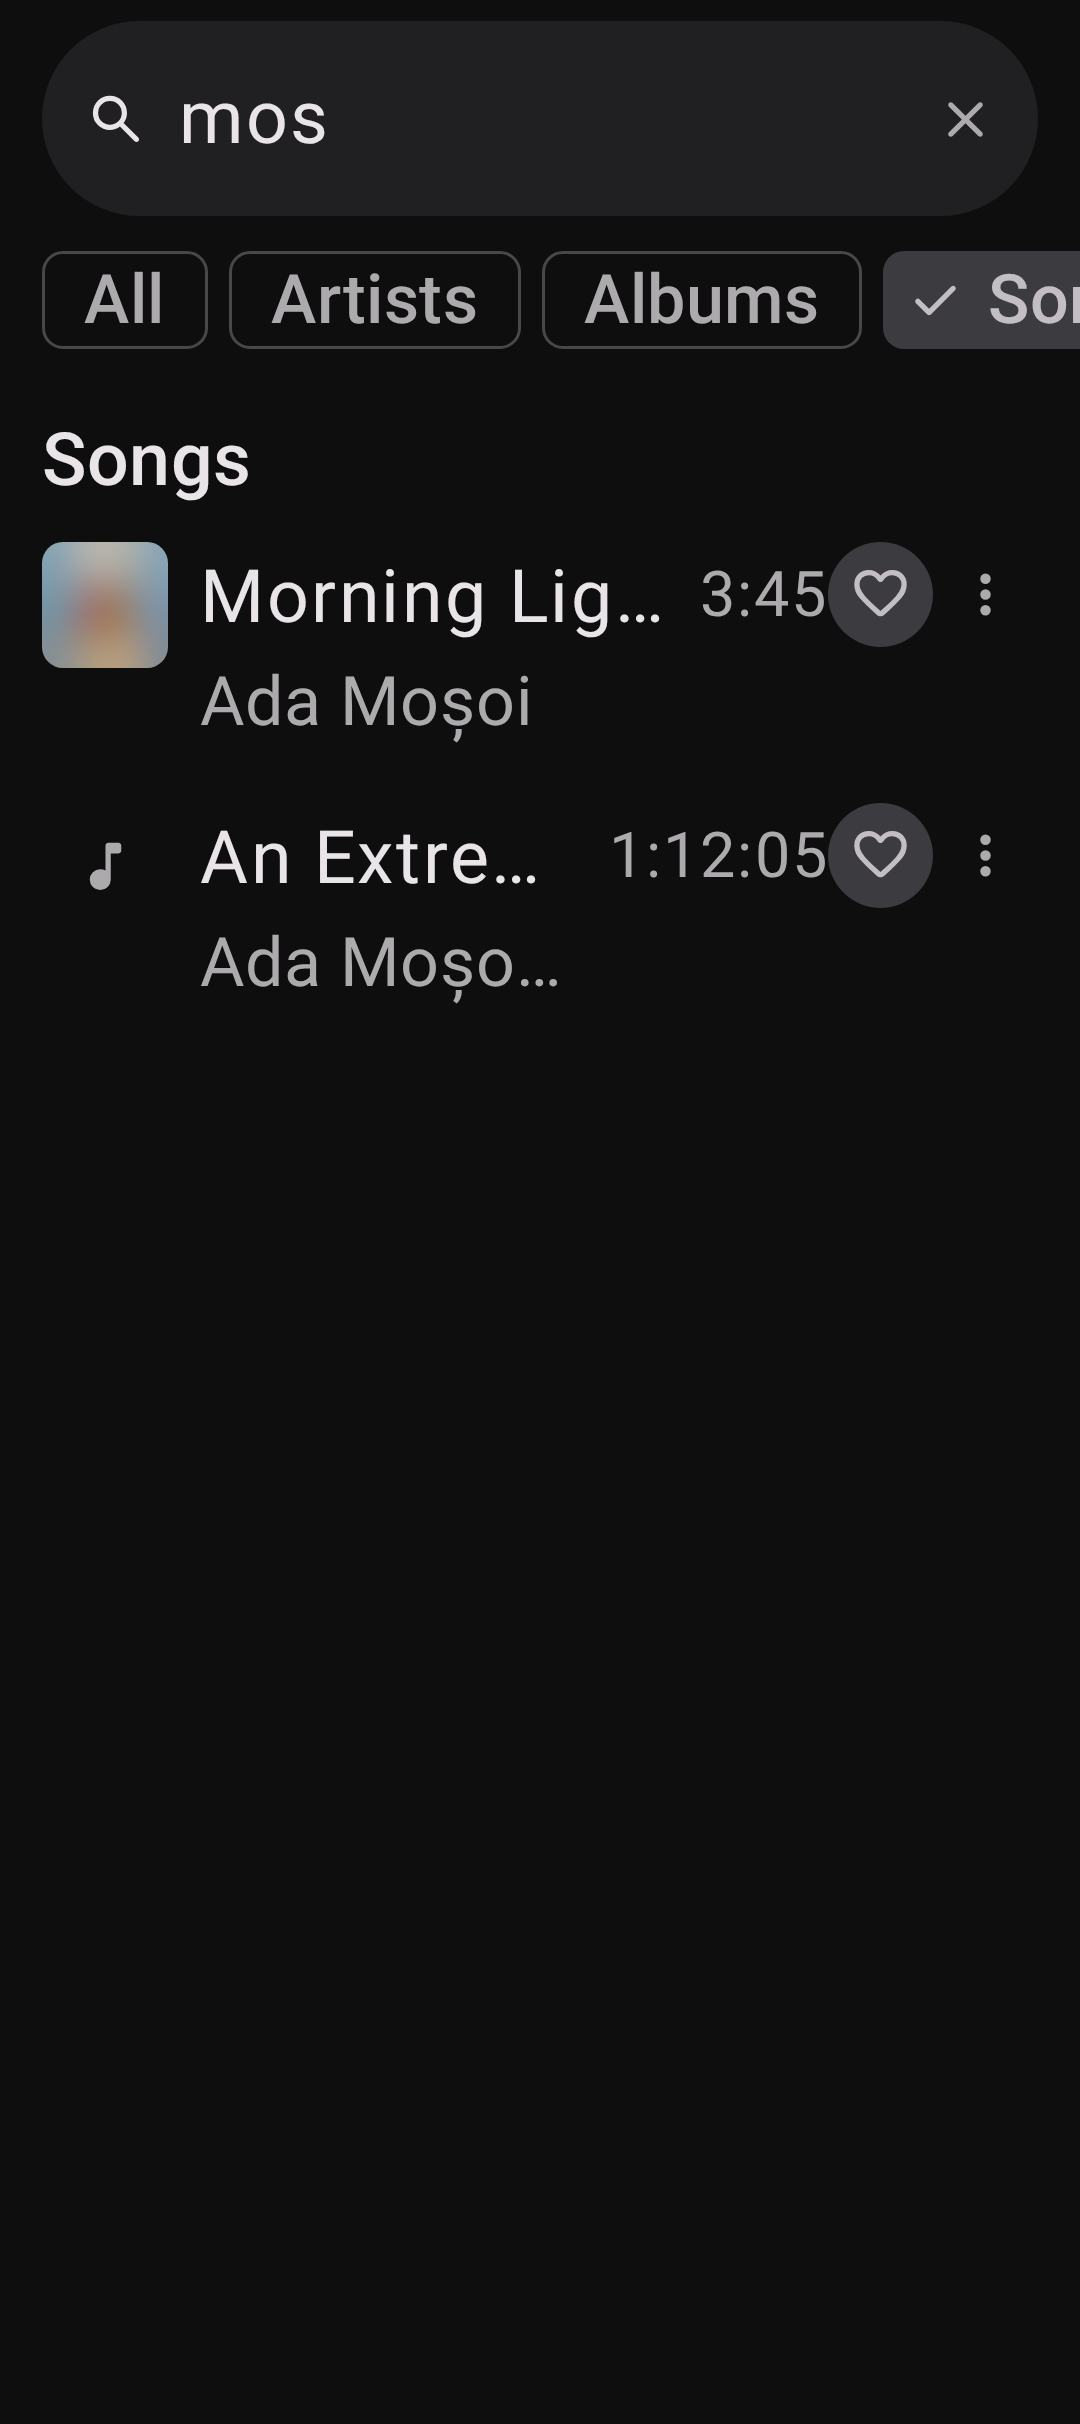 mos
All Artists Albums Son
Songs
Morning Lig… 3:45
Ada Moșoi
An Extre… 1:12:05
Ada Moșo…